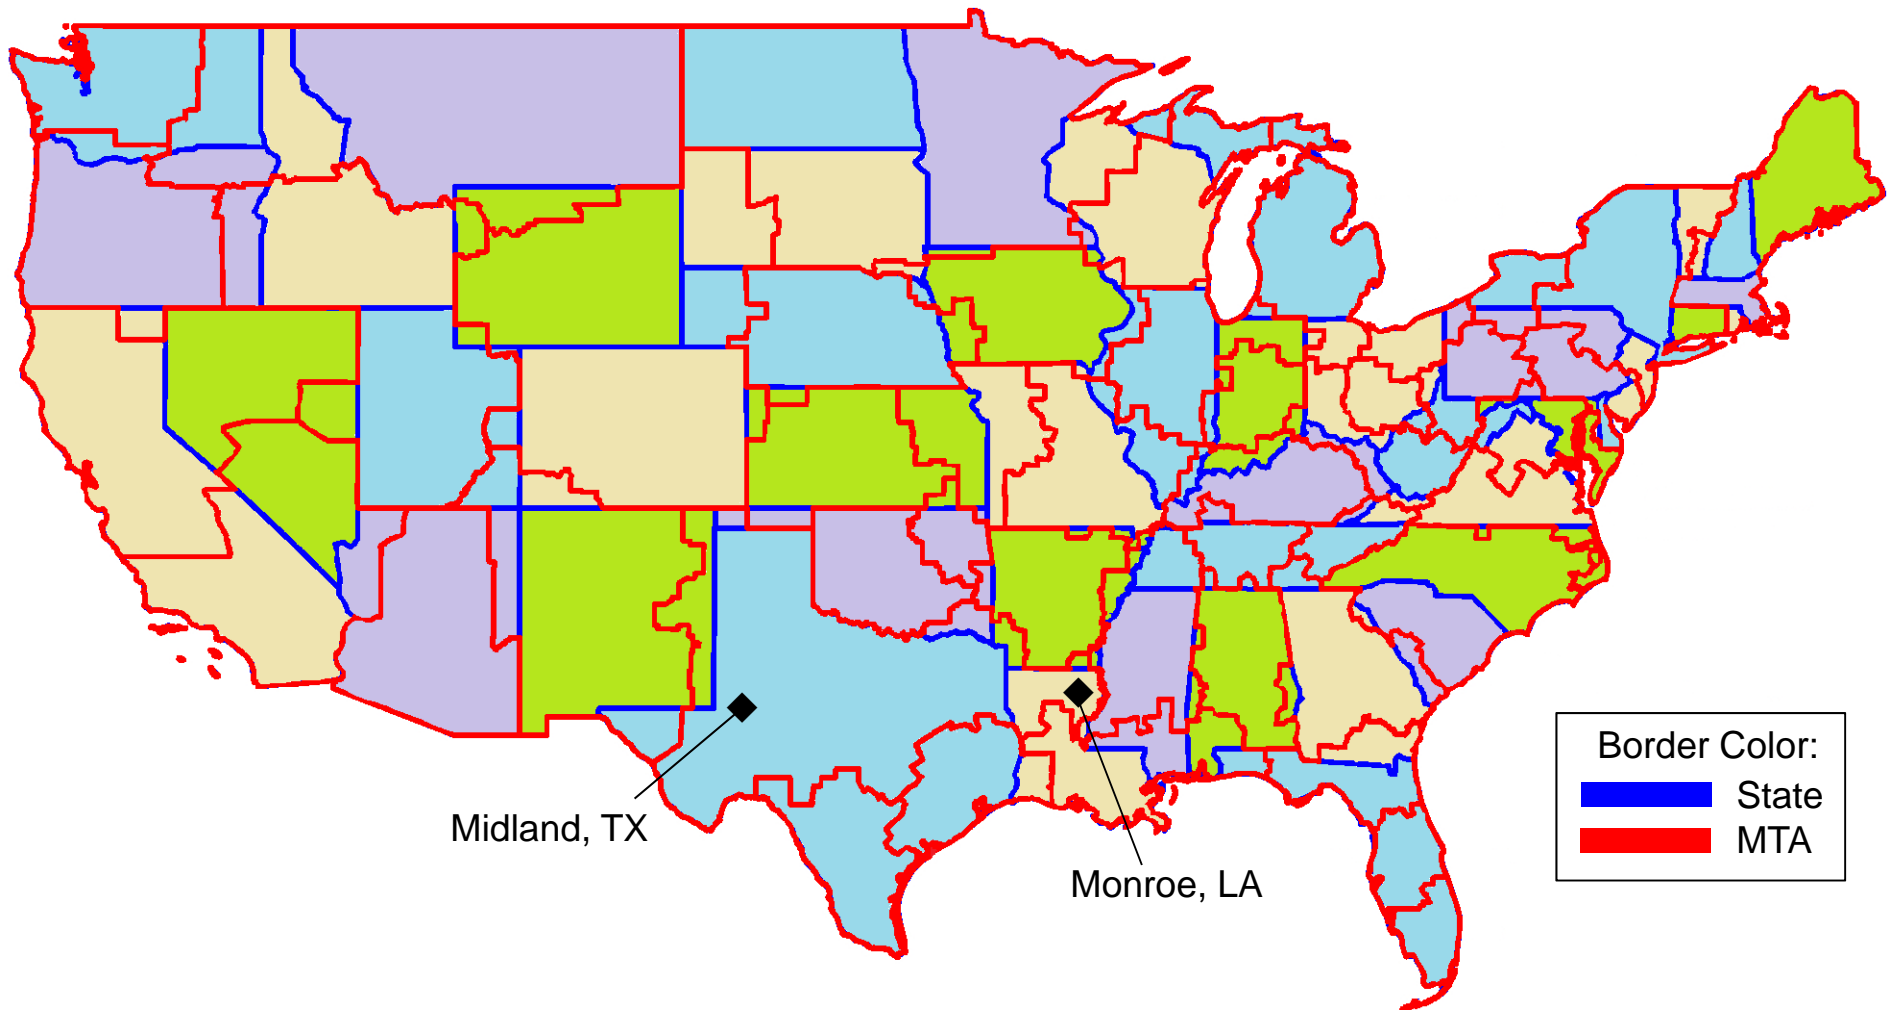 Border Color:
State
MTA
Midland, TX
Monroe, LA